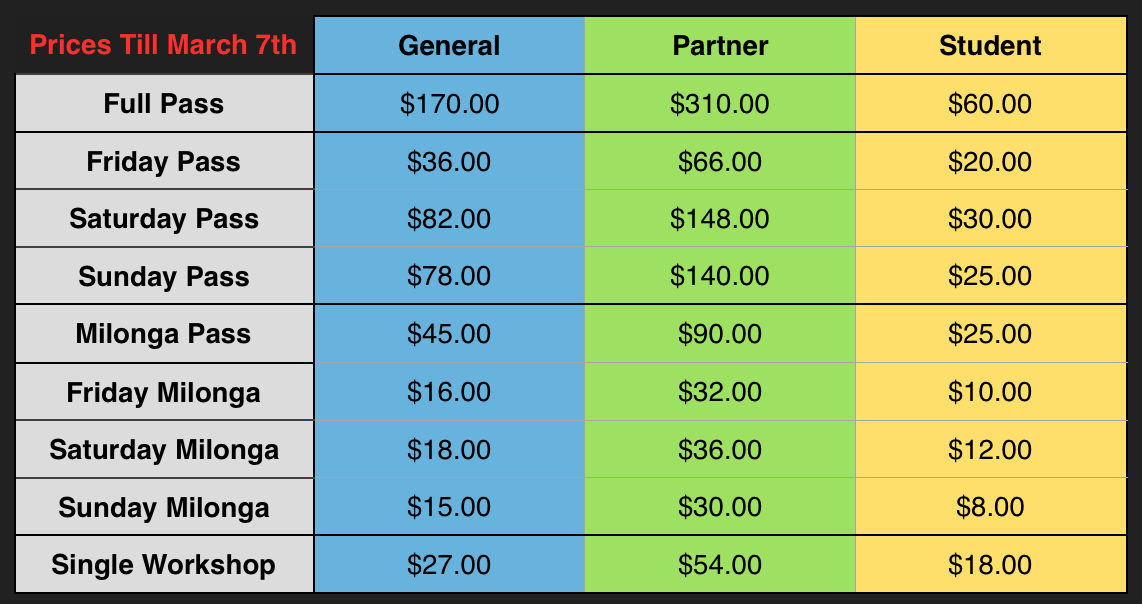 Prices Till March 7th General Partner Student
Full Pass $170.00 $310.00 $60.00
Friday Pass $36.00 $66.00 $20.00
Saturday Pass $82.00 $148.00 $30.00
Sunday Pass $78.00 $140.00 $25.00
Milonga Pass $45.00 $90.00 $25.00
Friday Milonga $16.00 $32.00 $10.00
Saturday Milonga $18.00 $36.00 $12.00
Sunday Milonga $15.00 $30.00 $8.00
Single Workshop $27.00 $54.00 $18.00